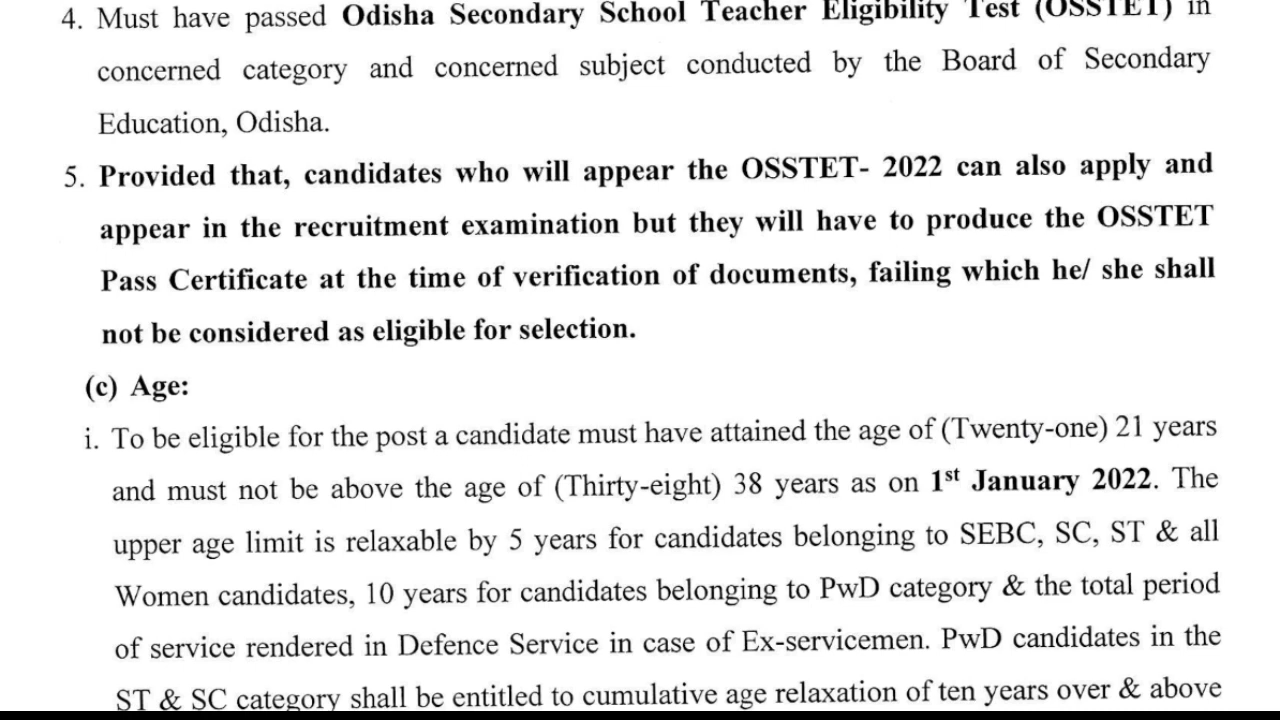 4. Must have passed Odisha Secondary School Teacher Eligibility Test (OSSTET) in
concerned category and concerned subject conducted by the Board of Secondary
Education, Odisha.
5. Provided that, candidates who will appear the OSSTET- 2022 can also apply and
appear in the recruitment examination but they will have to produce the OSSTET
Pass Certificate at the time of verification of documents, failing which he/ she shall
not be considered as eligible for selection.
(c) Age:
i. To be eligible for the post a candidate must have attained the age of (Twenty-one) 21 years
and must not be above the age of (Thirty-eight) 38 years as on 1st January 2022. The
upper age limit is relaxable by 5 years for candidates belonging to SEBC, SC, ST & all
Women candidates, 10 years for candidates belonging to PwD category & the total period
of service rendered in Defence Service in case of Ex-servicemen. PwD candidates in the
ST & SC category shall be entitled to cumulative age relaxation of ten years over & above